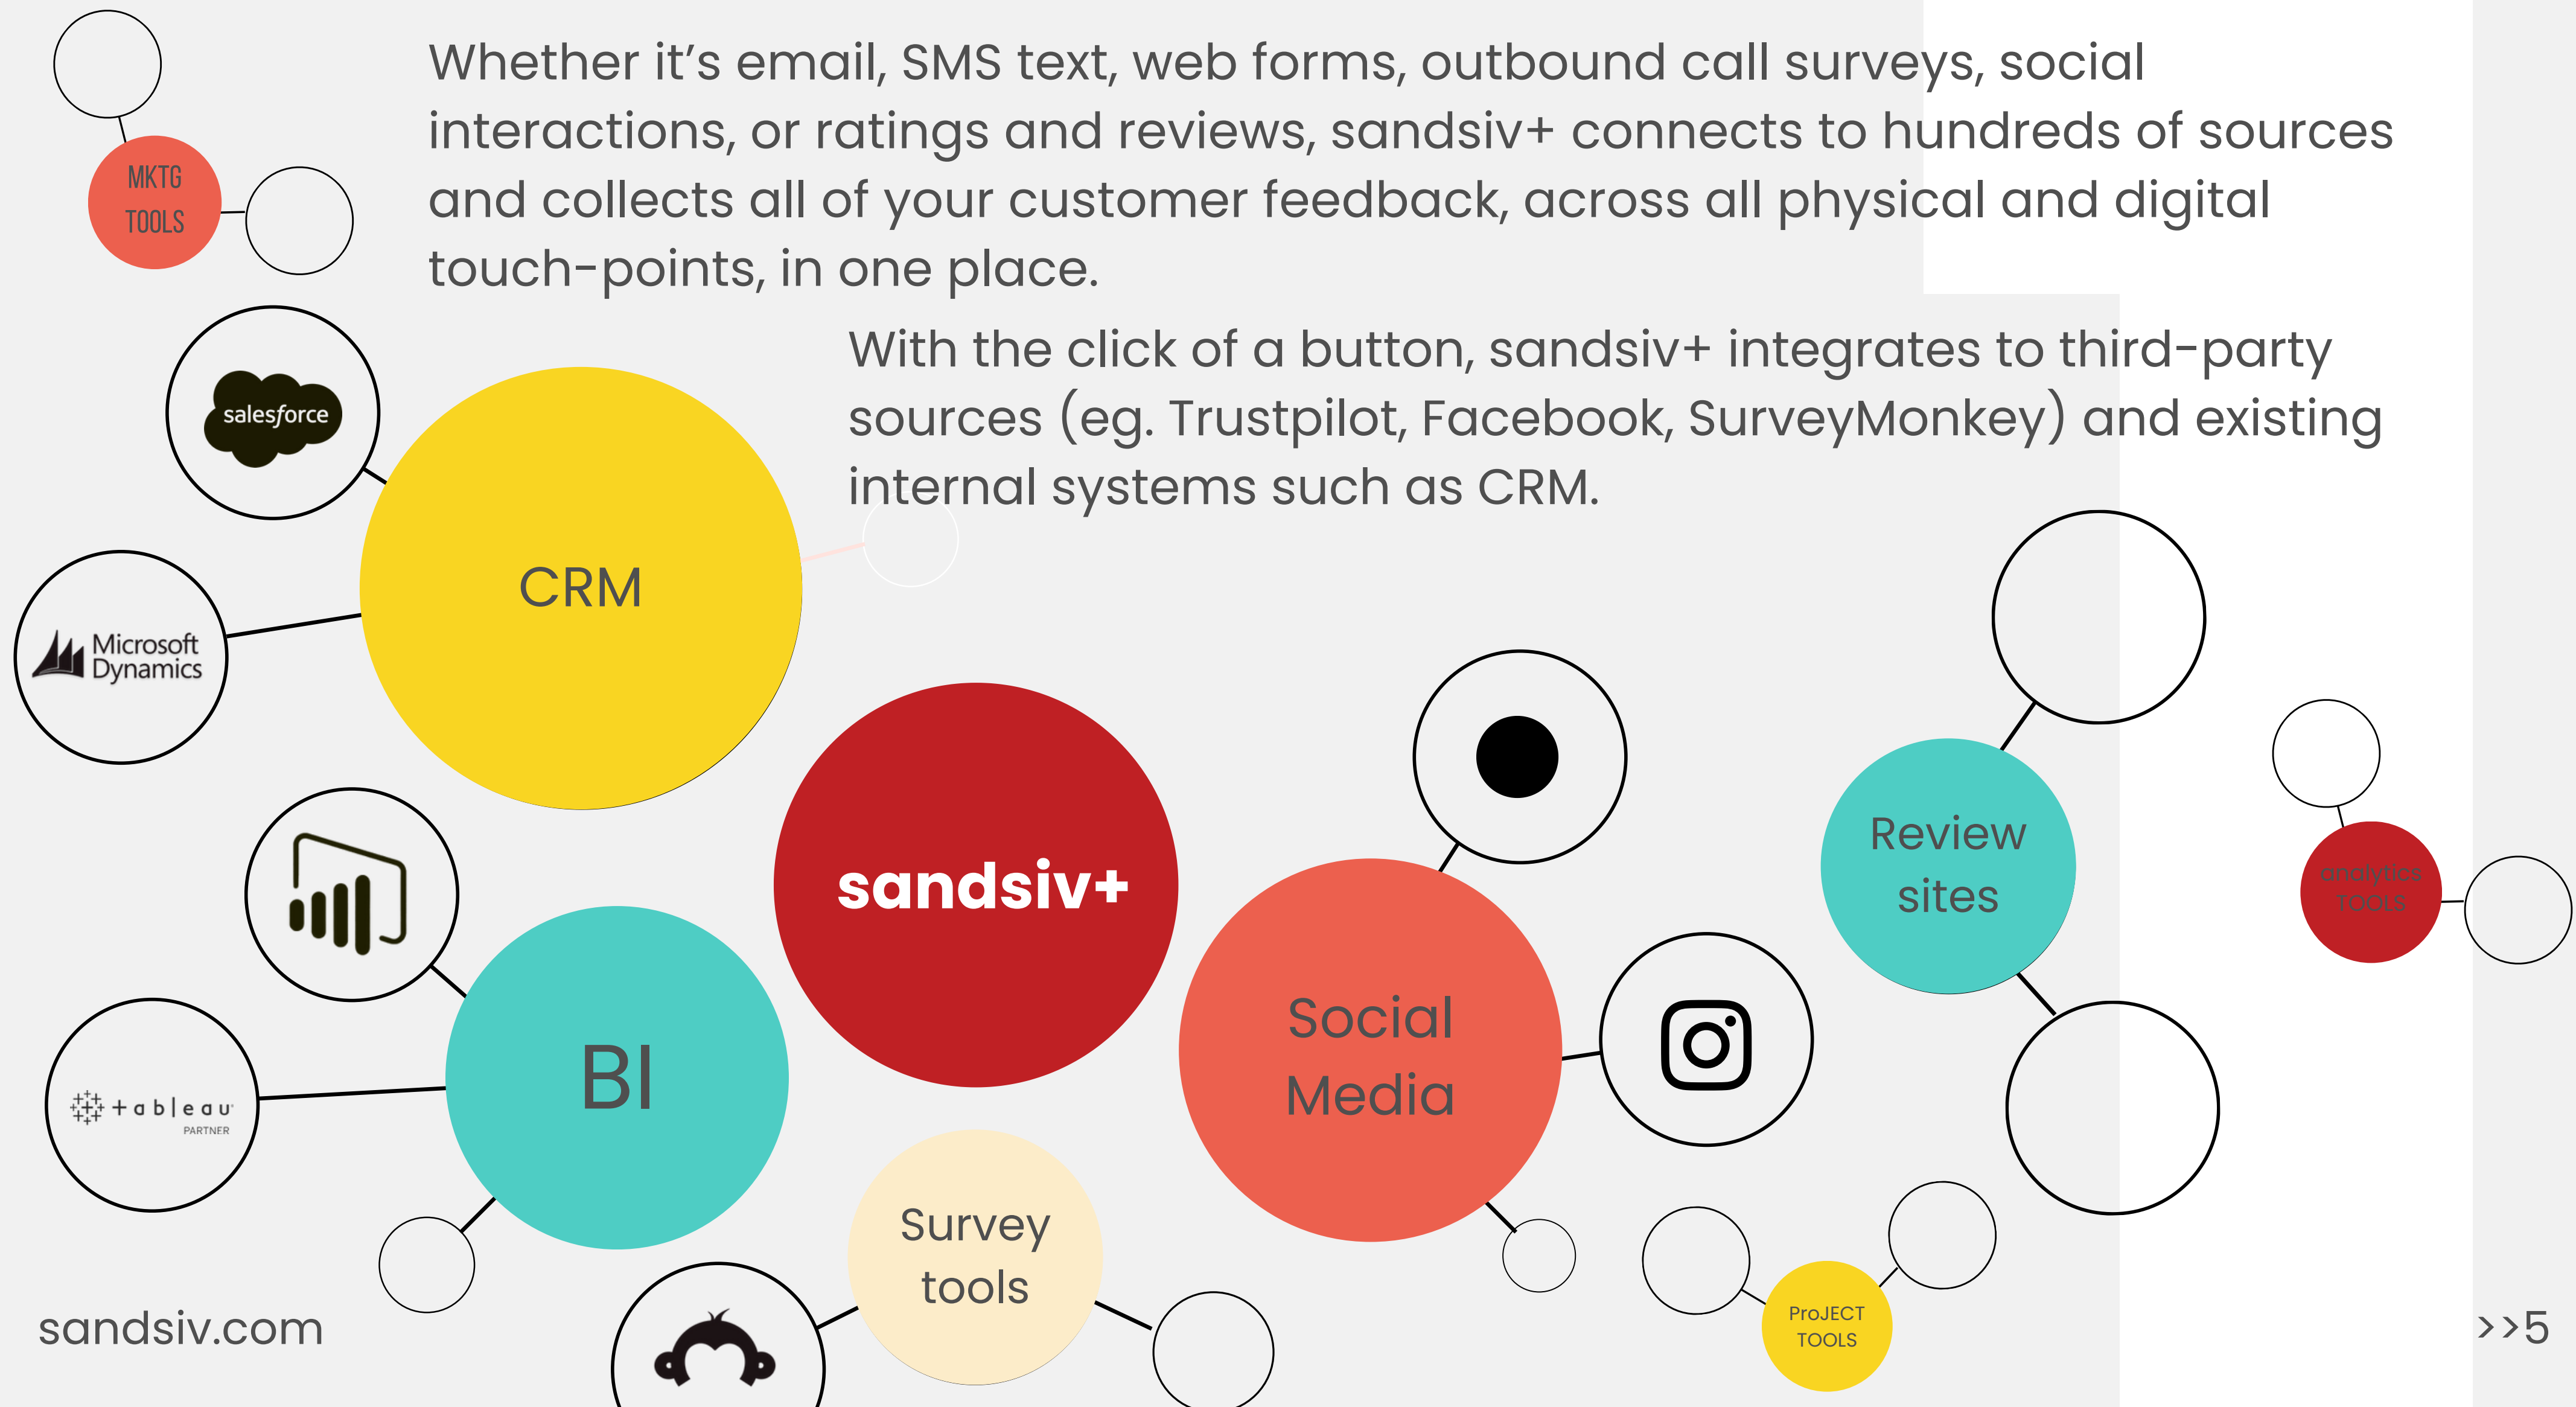 Whether it’s email, SMS text, web forms, outbound call surveys, social
interactions, or ratings and reviews, sandsiv+ connects to hundreds of sources
and collects all of your customer feedback, across all physical and digital
touch-points, in one place.
MKTG
TOOLS
With the click of a button, sandsiv+ integrates to third-party
sources (eg. Trustpilot, Facebook, SurveyMonkey) and existing
internal systems such as CRM.
salesforce
CRM
Microsoft
Dynamics
sandsiv+
Review
sites
analytics
TOOLS
Social
Media
BI
+ableau
PARTNER
Survey
tools
ProJECT
TOOLS
sandsiv.com
>>5